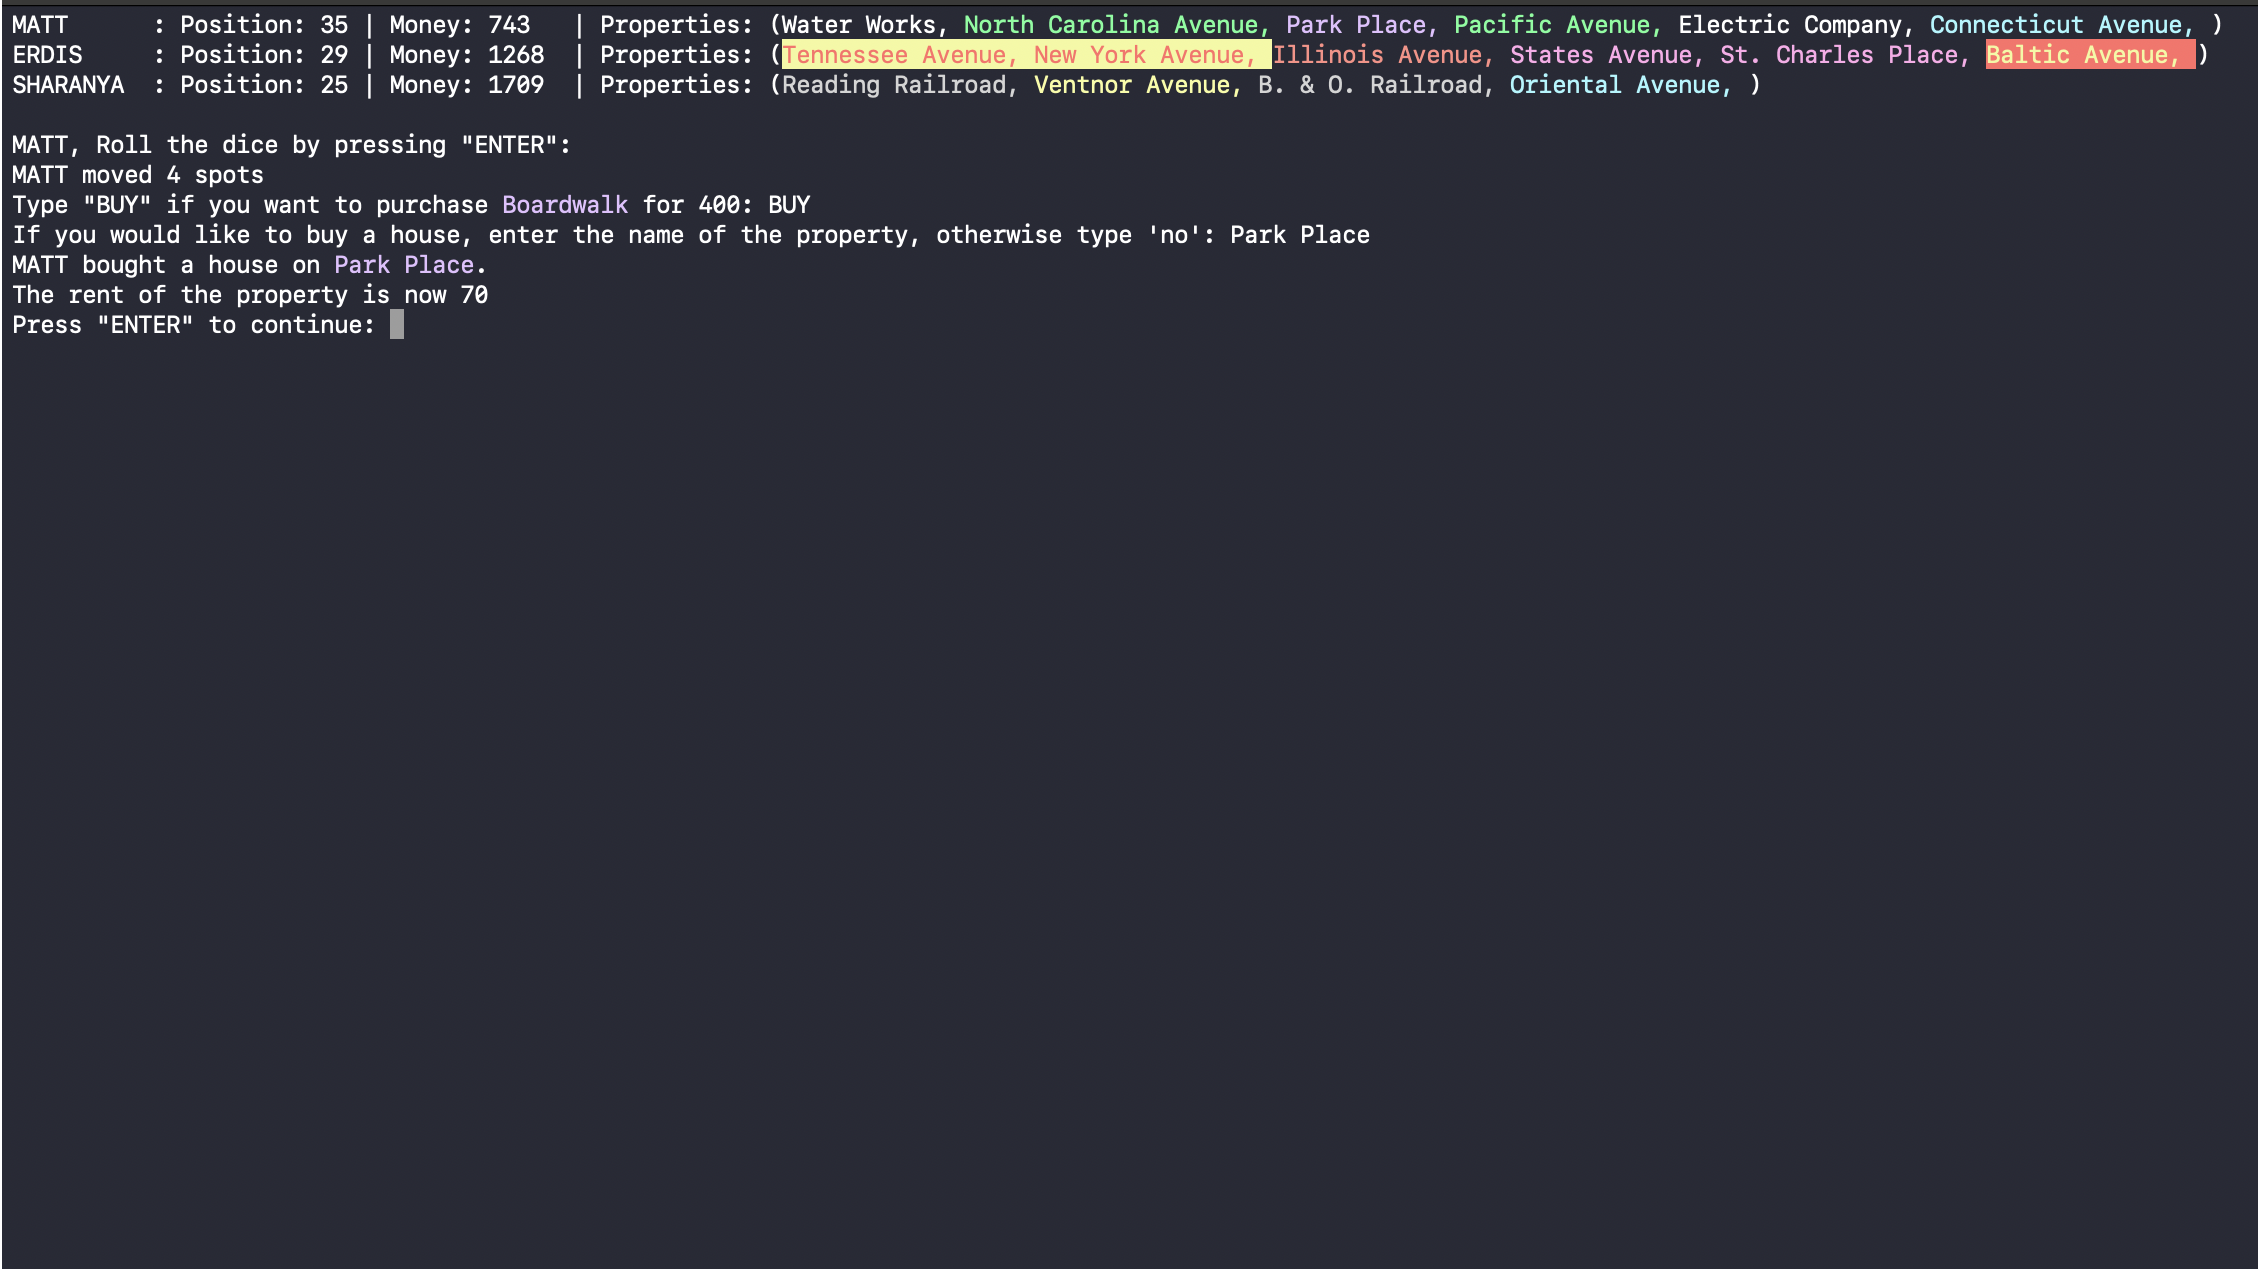 MATT      : Position: 35 | Money: 743   | Properties: (Water Works, North Carolina Avenue, Park Place, Pacific Avenue, Electric Company, Connecticut Avenue, )
ERDIS     : Position: 29 | Money: 1268  | Properties: (Tennessee Avenue, New York Avenue, Illinois Avenue, States Avenue, St. Charles Place, Baltic Avenue, )
SHARANYA  : Position: 25 | Money: 1709  | Properties: (Reading Railroad, Ventnor Avenue, B. & O. Railroad, Oriental Avenue, )
MATT, Roll the dice by pressing "ENTER":
MATT moved 4 spots
Type "BUY" if you want to purchase Boardwalk for 400: BUY
If you would like to buy a house, enter the name of the property, otherwise type 'no': Park Place
MATT bought a house on Park Place.
The rent of the property is now 70
Press "ENTER" to continue: